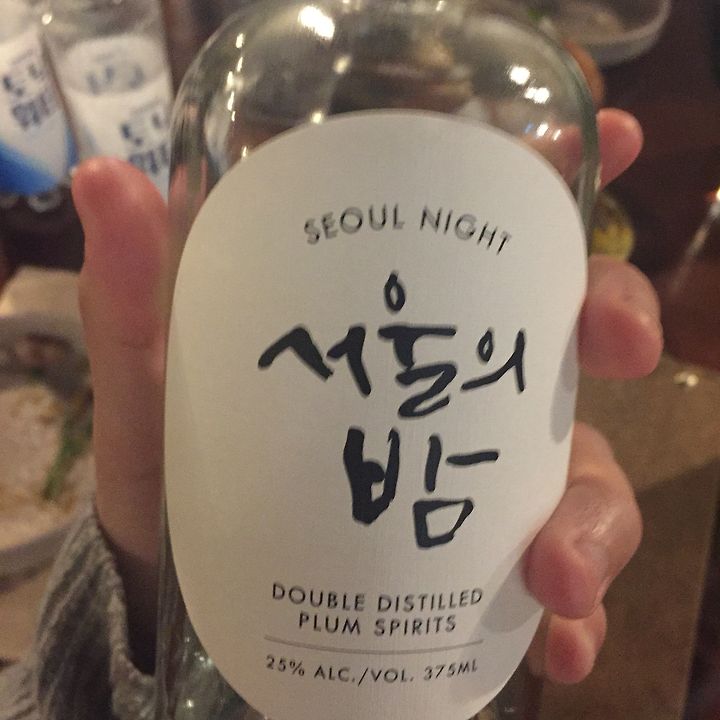 SEOUL NIGHT
서울의
밤
DOUBLE DISTILLED
PLUM SPIRITS
25% ALC./VOL. 375ML